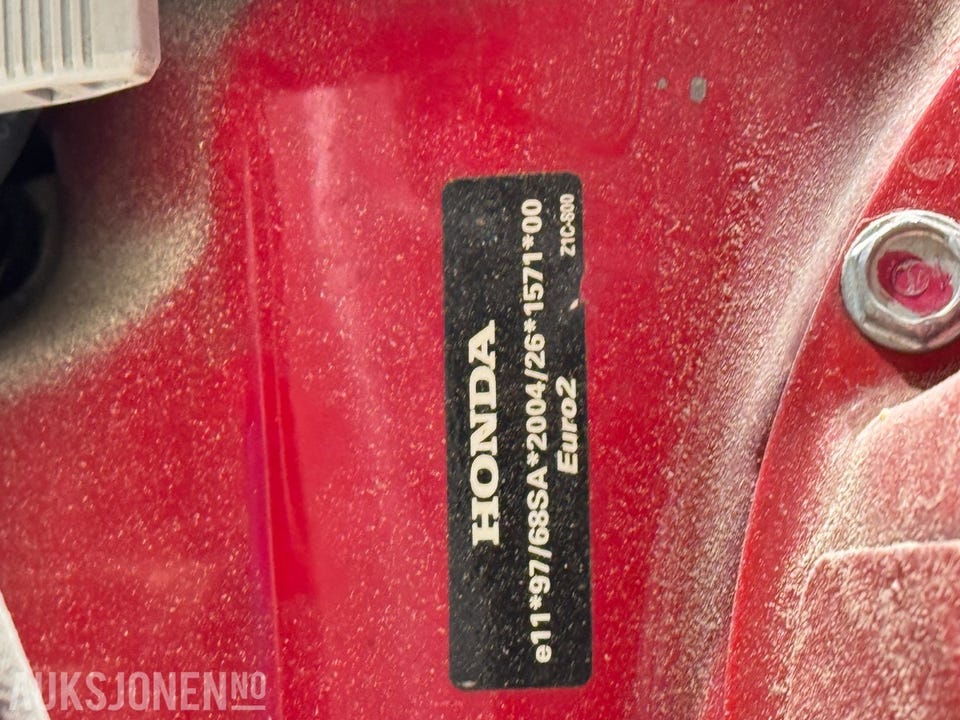 HONDA
e11*97/68SA*2004/26*1571*00
Euro2
Z1C-800
AUKSJONEN NO